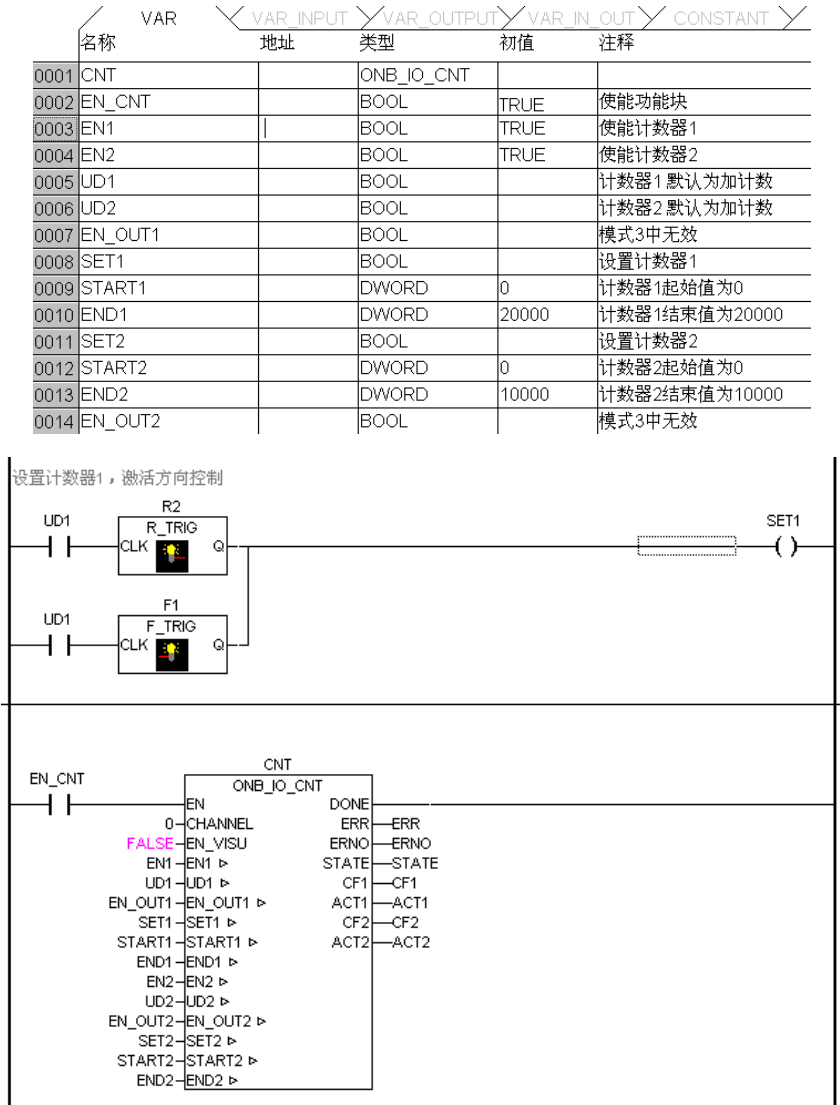 VAR VAR_INPUT VAR_OUTPUT VAR_IN_OUT CONSTANT
名称 地址 类型 初值 注释
0001 CNT ONB_IO_CNT
0002 EN_CNT BOOL TRUE 使能功能块
0003 EN1 BOOL TRUE 使能计数器1
0004 EN2 BOOL TRUE 使能计数器2
0005 UD1 BOOL 计数器1 默认为加计数
0006 UD2 BOOL 计数器2 默认为加计数
0007 EN_OUT1 BOOL 模式3中无效
0008 SET1 BOOL 设置计数器1
0009 START1 DWORD 0 计数器1起始值为0
0010 END1 DWORD 20000 计数器1结束值为20000
0011 SET2 BOOL 设置计数器2
0012 START2 DWORD 0 计数器2起始值为0
0013 END2 DWORD 10000 计数器2结束值为10000
0014 EN_OUT2 BOOL 模式3中无效
设置计数器1，激活方向控制
R2
UD1 R_TRIG SET1
CLK Q
F1
UD1 F_TRIG
CLK Q
CNT
EN_CNT ONB_IO_CNT
EN DONE
0 CHANNEL ERR ERR
FALSE EN_VISU ERNO ERNO
EN1 EN1 STATE STATE
UD1 UD1 CF1 CF1
EN_OUT1 EN_OUT1 ACT1 ACT1
SET1 SET1 CF2 CF2
START1 START1 ACT2 ACT2
END1 END1
EN2 EN2
UD2 UD2
EN_OUT2 EN_OUT2
SET2 SET2
START2 START2
END2 END2